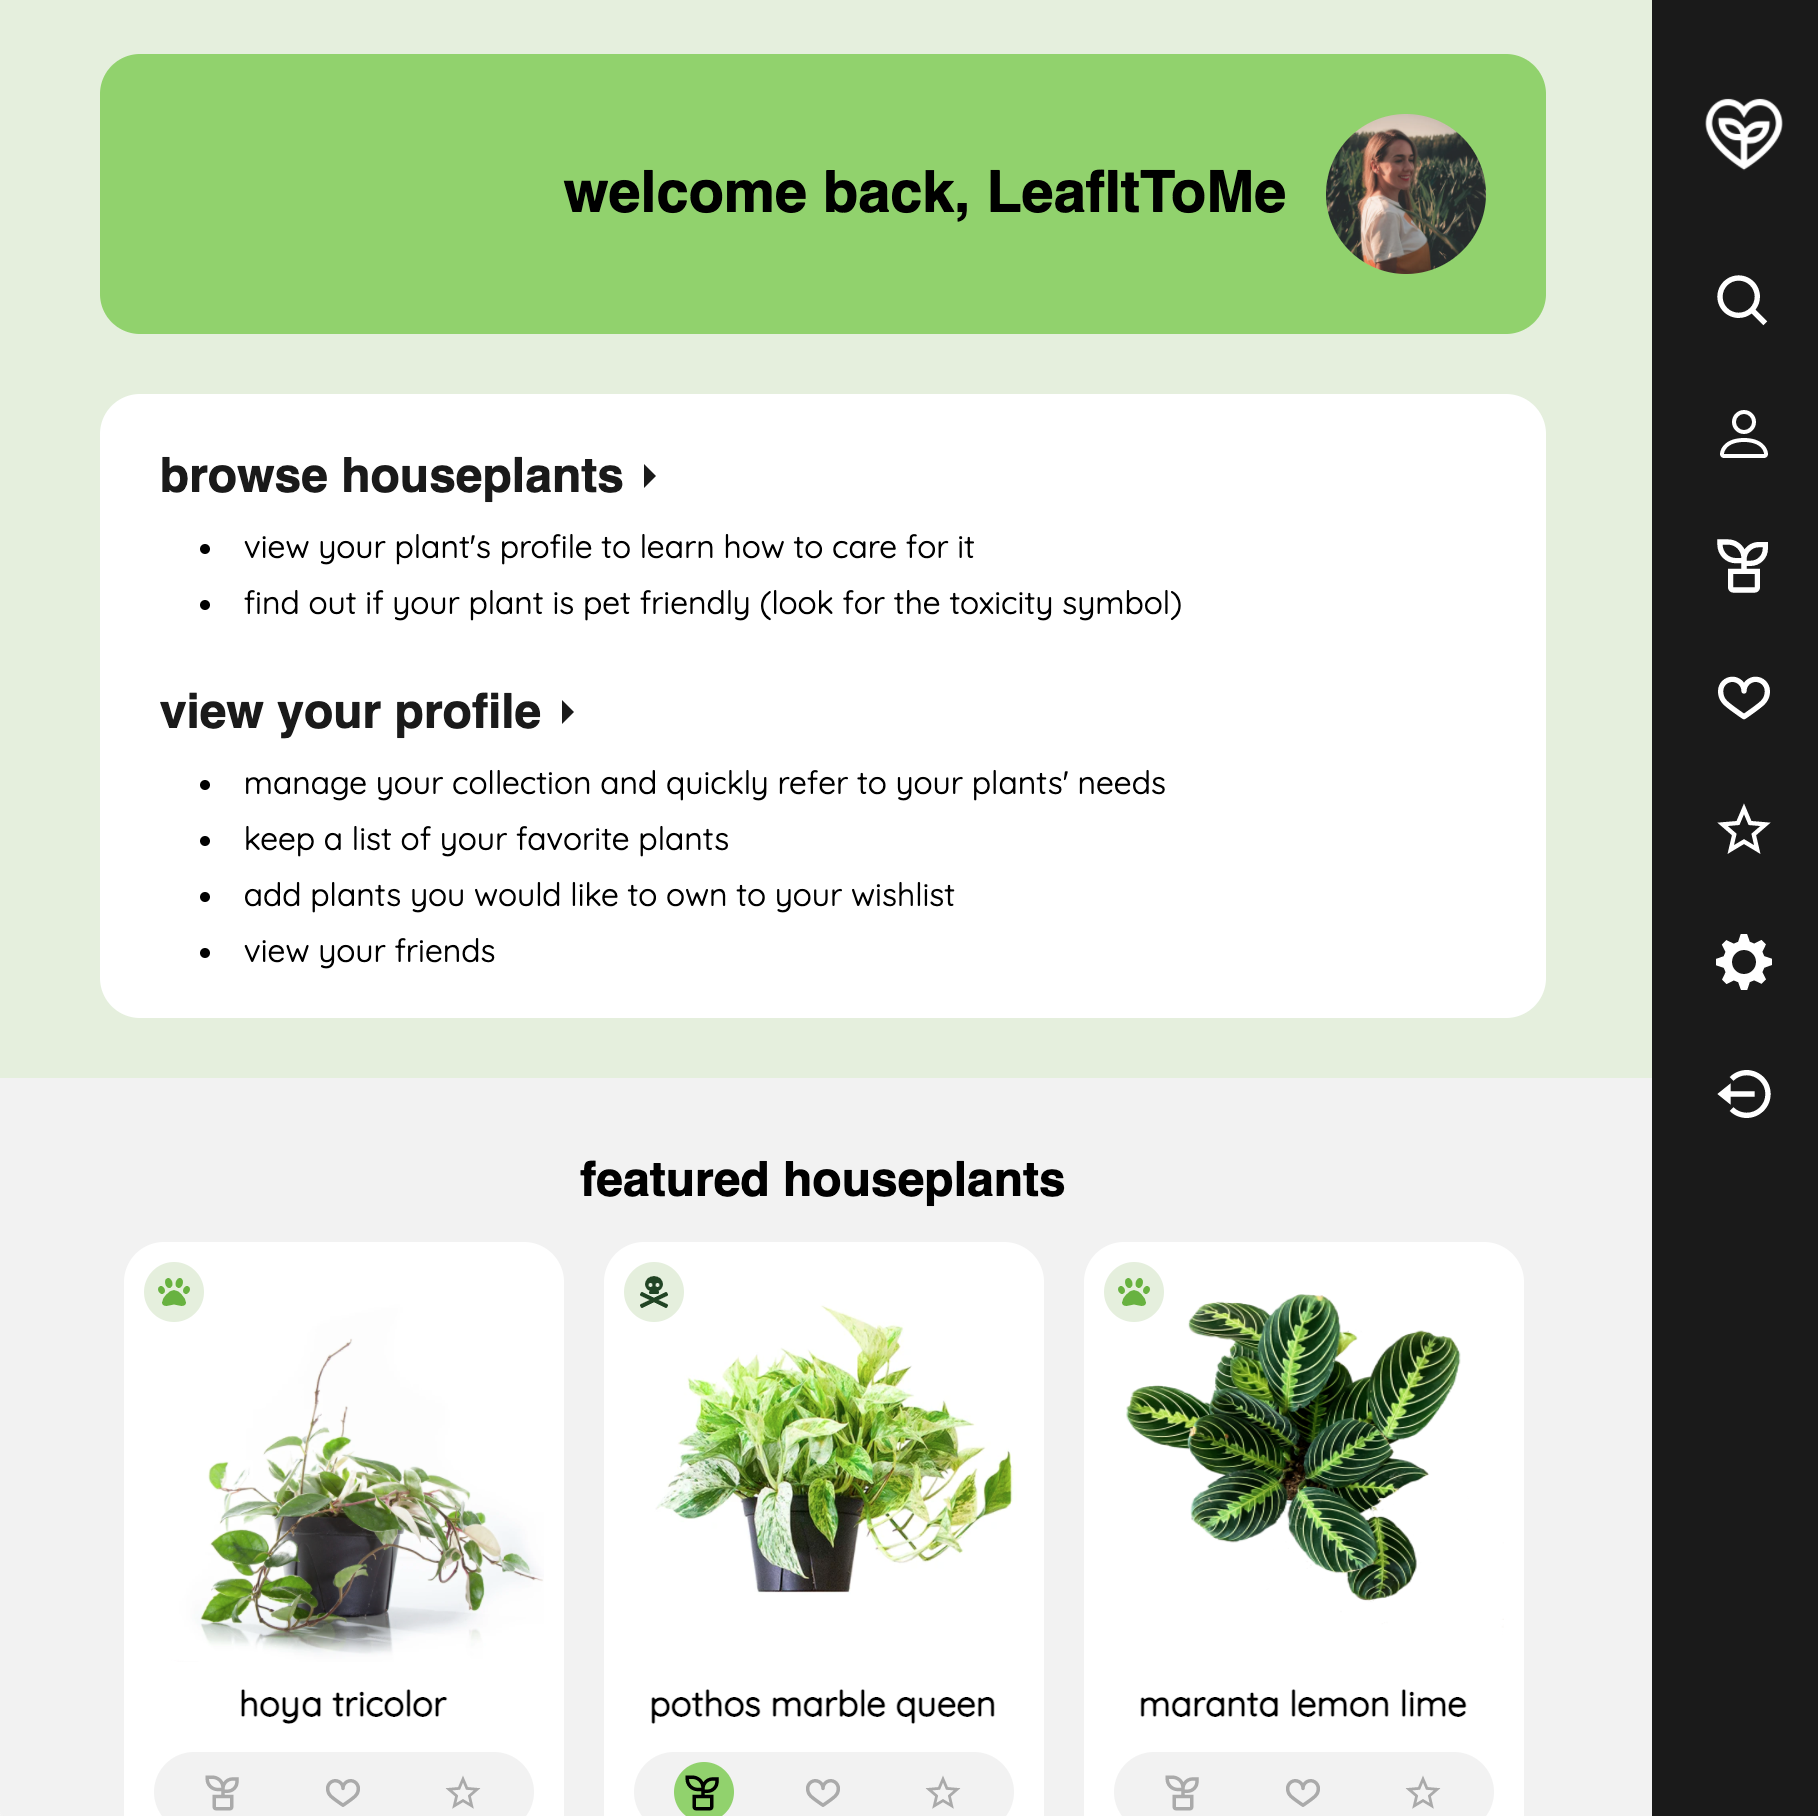 welcome back, LeafItToMe
browse houseplants
view your plant's profile to learn how to care for it
find out if your plant is pet friendly (look for the toxicity symbol)
view your profile
manage your collection and quickly refer to your plants' needs
keep a list of your favorite plants
add plants you would like to own to your wishlist
view your friends
featured houseplants
hoya tricolor
pothos marble queen
maranta lemon lime